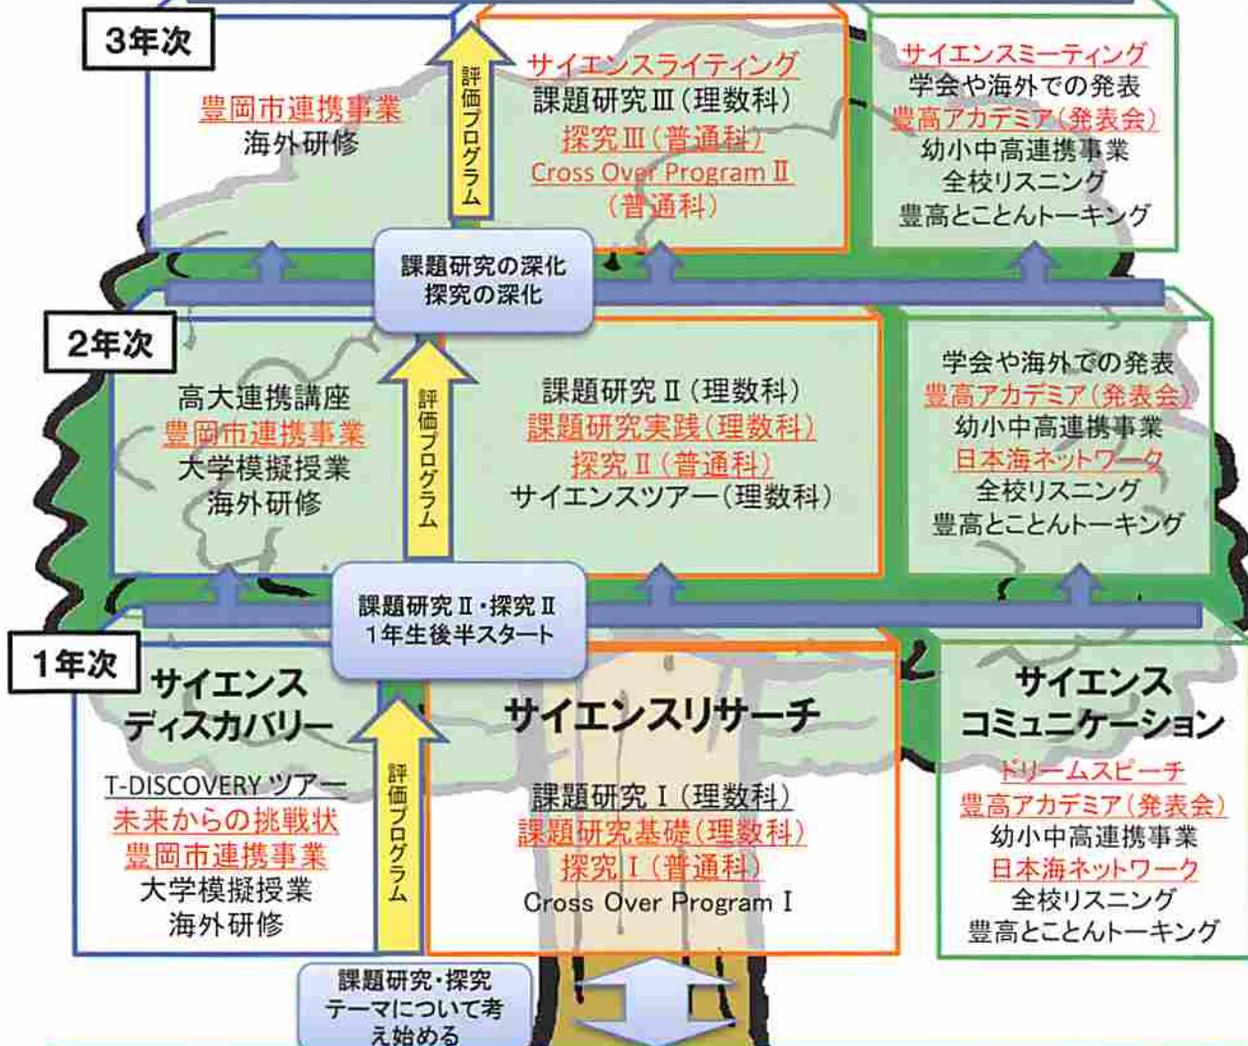 3年次
豊岡市連携事業
海外研修
評価プログラム
サイエンスライティング
課題研究Ⅲ(理数科)
探究Ⅲ(普通科)
Cross Over Program Ⅱ
(普通科)
サイエンスミーティング
学会や海外での発表
豊高アカデミア(発表会)
幼小中高連携事業
全校リスニング
豊高とことんトーキング
課題研究の深化
探究の深化
2年次
高大連携講座
豊岡市連携事業
大学模擬授業
海外研修
評価プログラム
課題研究Ⅱ(理数科)
課題研究実践(理数科)
探究Ⅱ(普通科)
サイエンスツアー(理数科)
学会や海外での発表
豊高アカデミア(発表会)
幼小中高連携事業
日本海ネットワーク
全校リスニング
豊高とことんトーキング
課題研究Ⅱ・探究Ⅱ
1年生後半スタート
1年次
サイエンス
ディスカバリー
T-DISCOVERY ツアー
未来からの挑戦状
豊岡市連携事業
大学模擬授業
海外研修
評価プログラム
サイエンスリサーチ
課題研究Ⅰ(理数科)
課題研究基礎(理数科)
探究Ⅰ(普通科)
Cross Over Program Ⅰ
サイエンス
コミュニケーション
ドリームスピーチ
豊高アカデミア(発表会)
幼小中高連携事業
日本海ネットワーク
全校リスニング
豊高とことんトーキング
課題研究・探究
テーマについて考
え始める